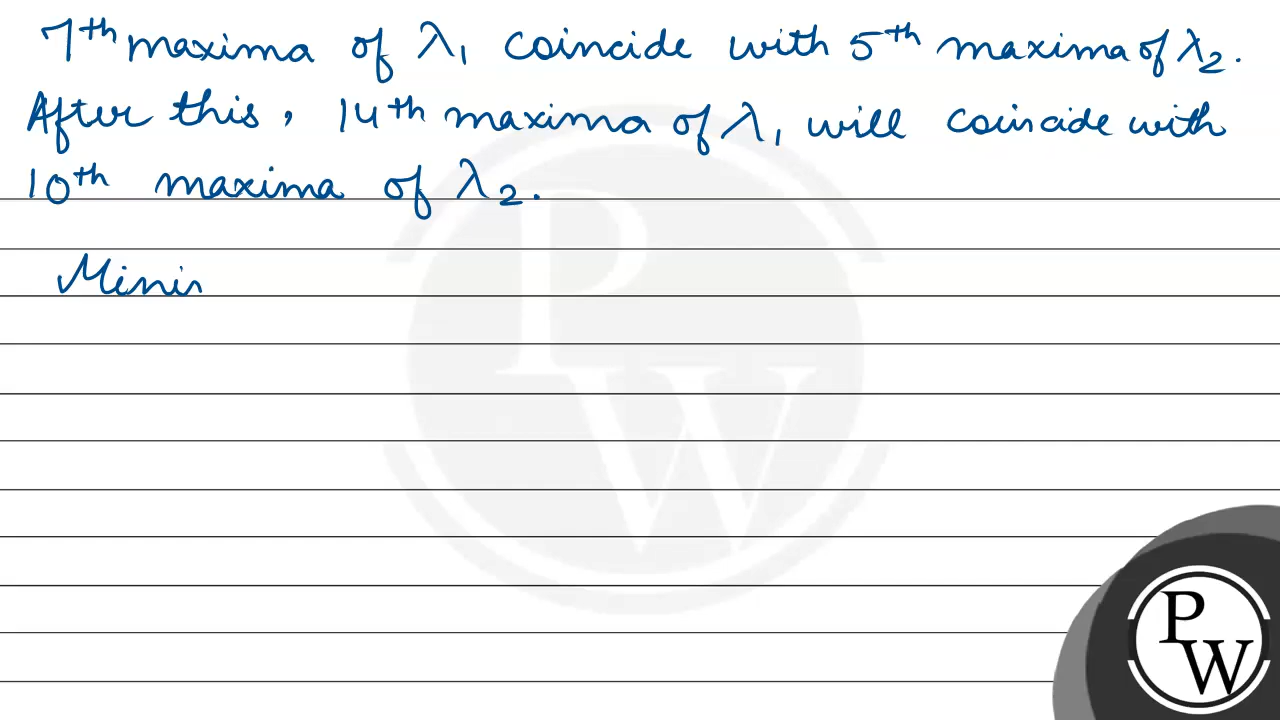 7th maxima of λ1 coincide with 5th maxima of λ2.
After this, 14th maxima of λ1 will coincide with
10th maxima of λ2.
Minin
P
W
P
W